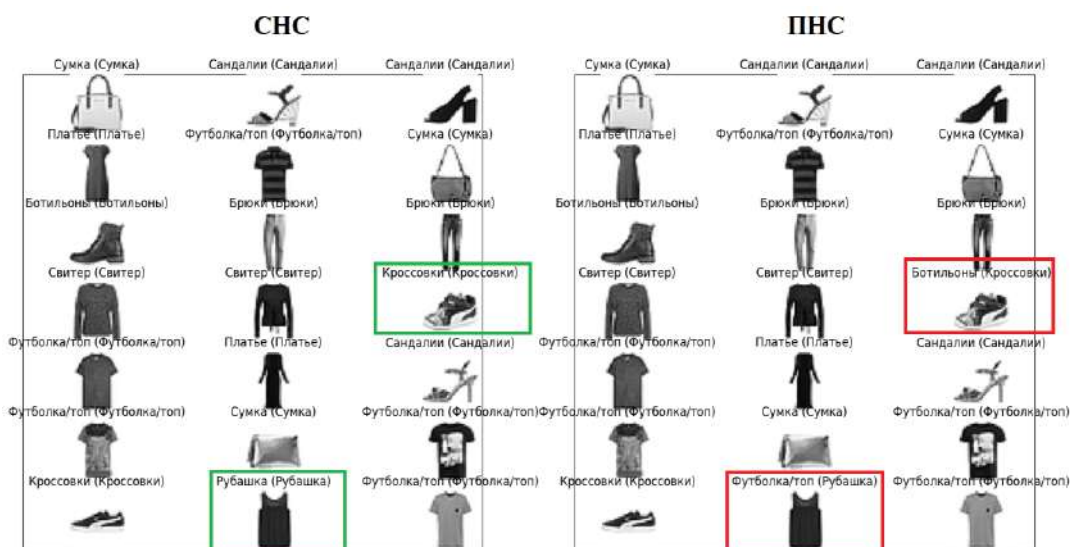 СНС
ПНС
Сумка (Сумка) Сандалии (Сандалии) Сандалии (Сандалии) Сумка (Сумка) Сандалии (Сандалии) Сандалии (Сандалии)
Платье (Платье) Футболка/топ (Футболка/топ) Сумка (Сумка) Платье (Платье) Футболка/топ (Футболка/топ) Сумка (Сумка)
Ботильоны (Ботильоны) Брюки (Брюки) Брюки (Брюки) Ботильоны (Ботильоны) Брюки (Брюки) Брюки (Брюки)
Свитер (Свитер) Свитер (Свитер) Кроссовки (Кроссовки) Свитер (Свитер) Свитер (Свитер) Ботильоны (Кроссовки)
Футболка/топ (Футболка/топ) Платье (Платье) Сандалии (Сандалии) Футболка/топ (Футболка/топ) Платье (Платье) Сандалии (Сандалии)
Футболка/топ (Футболка/топ) Сумка (Сумка) Футболка/топ (Футболка/топ) Футболка/топ (Футболка/топ) Сумка (Сумка) Футболка/топ (Футболка/топ)
Кроссовки (Кроссовки) Рубашка (Рубашка) Футболка/топ (Футболка/топ) Кроссовки (Кроссовки) Футболка/топ (Рубашка) Футболка/топ (Футболка/топ)